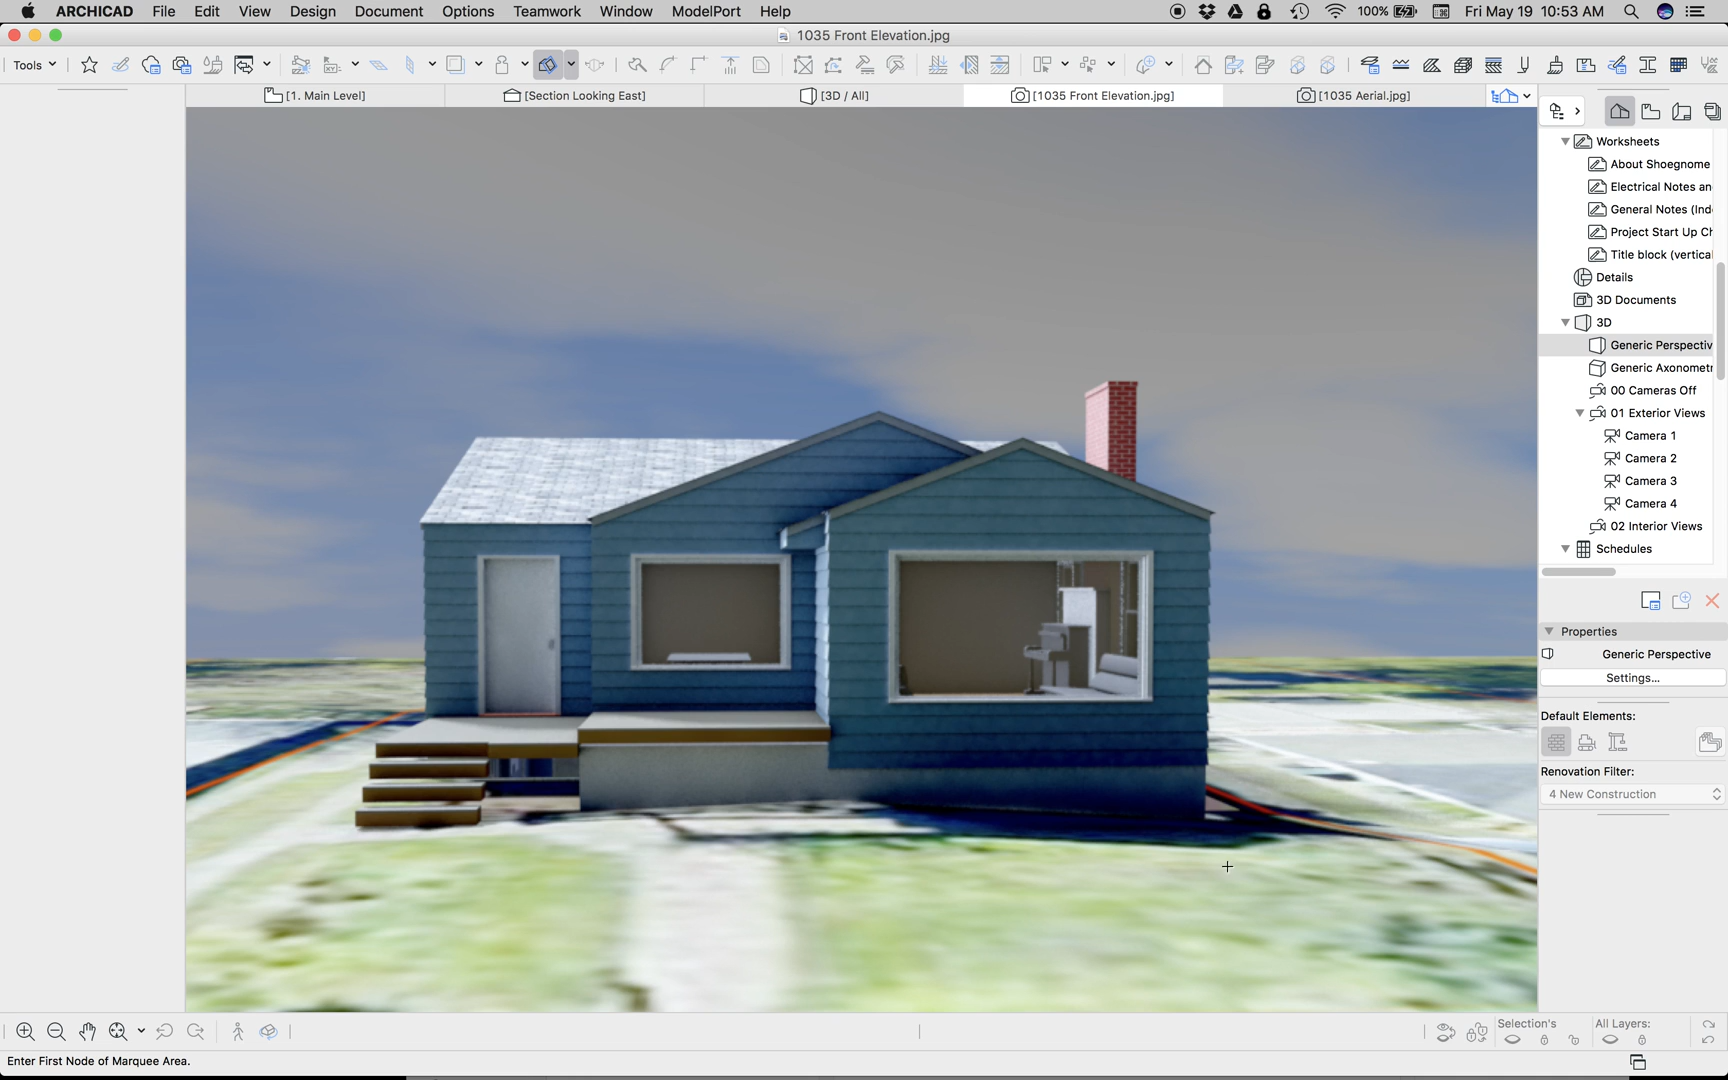 ARCHICAD File Edit View Design Document Options Teamwork Window ModelPort Help 100% Fri May 19 10:53 AM
1035 Front Elevation.jpg
Tools
[1. Main Level] [Section Looking East] [3D / All] [1035 Front Elevation.jpg] [1035 Aerial.jpg]
Worksheets
About Shoegnome
Electrical Notes an
General Notes (Ind
Project Start Up Ch
Title block (vertica
Details
3D Documents
3D
Generic Perspectiv
Generic Axonomet
00 Cameras Off
01 Exterior Views
Camera 1
Camera 2
Camera 3
Camera 4
02 Interior Views
Schedules
Properties
Generic Perspective
Settings...
Default Elements:
Renovation Filter:
4 New Construction
Selection's All Layers:
Enter First Node of Marquee Area.